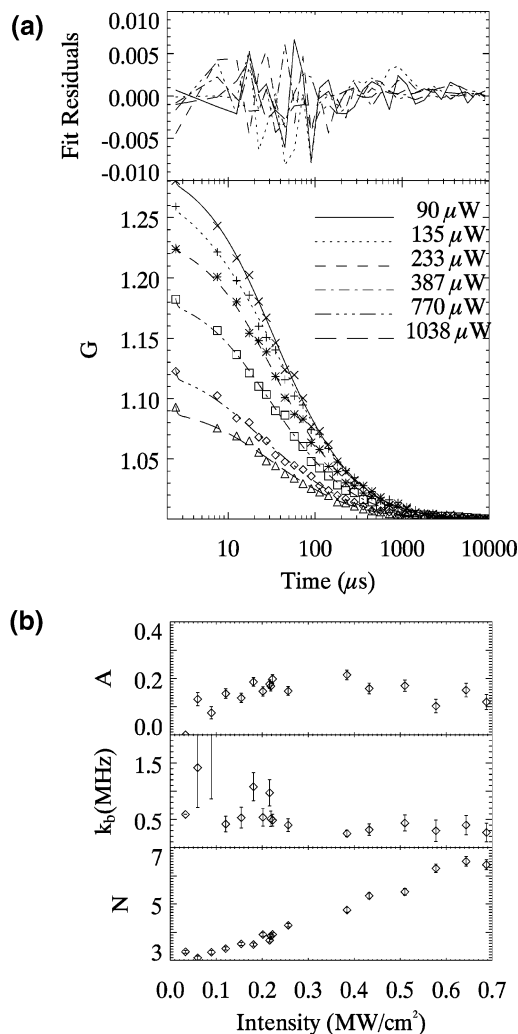 (a)
0.010
0.005
0.000
-0.005
-0.010
Fit Residuals
1.25
1.20
1.15
1.10
1.05
G
90 μW
135 μW
233 μW
387 μW
770 μW
1038 μW
10 100 1000 10000
Time (μs)
(b)
0.4
0.2
0.0
A
1.5
0.5
k_b(MHz)
7
5
3
N
0.0 0.1 0.2 0.3 0.4 0.5 0.6 0.7
Intensity (MW/cm²)